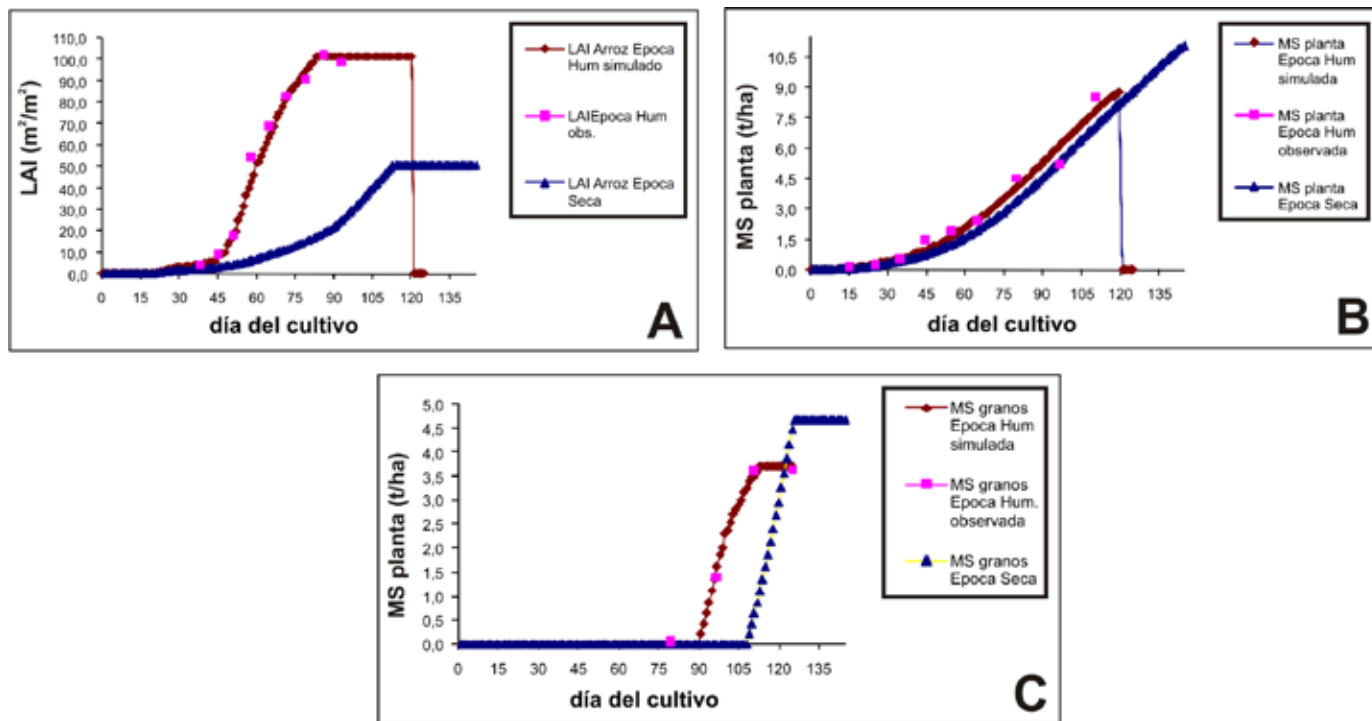 110,0
100,0
90,0
80,0
70,0
60,0
50,0
40,0
30,0
20,0
10,0
0,0
LAI (m²/m²)
0 15 30 45 60 75 90 105 120 135
día del cultivo
LAI Arroz Epoca
Hum simulado
LAIEpoca Hum
obs.
LAI Arroz Epoca
Seca
A
10,5
9,0
7,5
6,0
4,5
3,0
1,5
0,0
MS planta (t/ha)
0 15 30 45 60 75 90 105 120 135
día del cultivo
MS planta
Epoca Hum
simulada
MS planta
Epoca Hum
observada
MS planta
Epoca Seca
B
5,0
4,5
4,0
3,5
3,0
2,5
2,0
1,5
1,0
0,5
0,0
MS planta (t/ha)
0 15 30 45 60 75 90 105 120 135
día del cultivo
MS granos
Epoca Hum
simulada
MS granos
Epoca Hum.
observada
MS granos
Epoca Seca
C